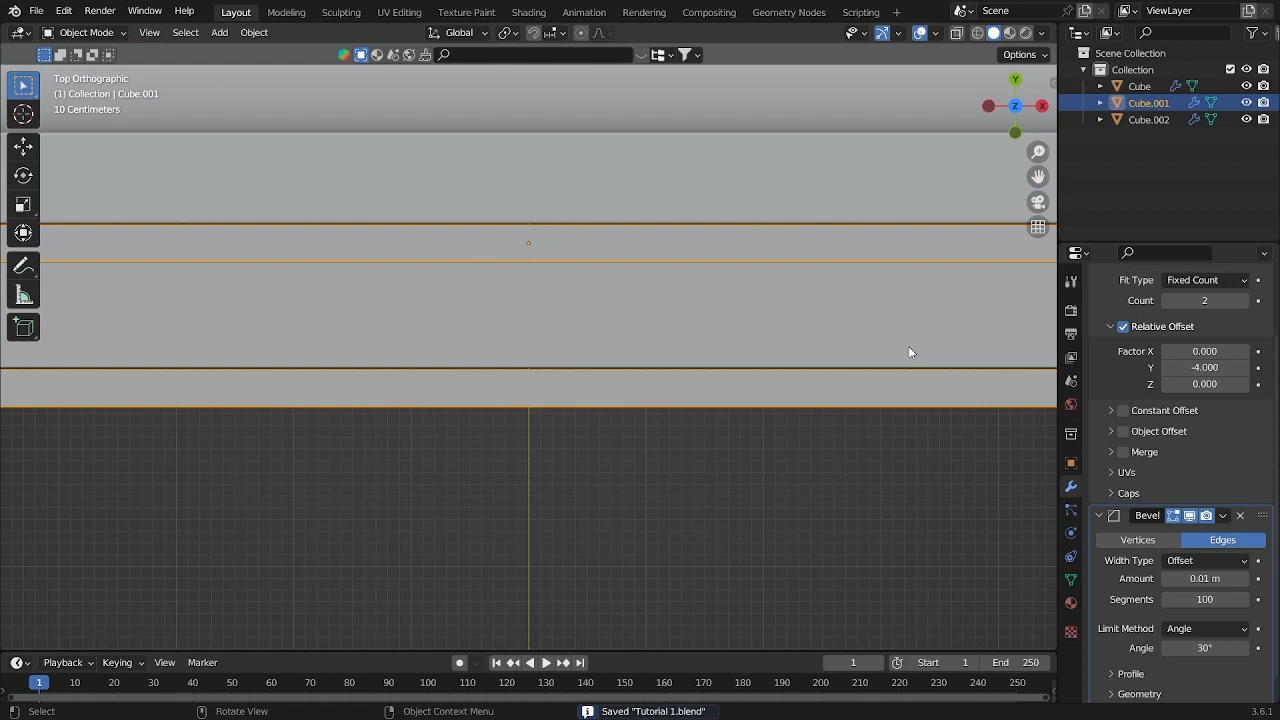 File Edit Render Window Help Layout Modeling Sculpting UV Editing Texture Paint Shading Animation Rendering Compositing Geometry Nodes Scripting + Scene ViewLayer
Object Mode View Select Add Object Global
Options
Top Orthographic
(1) Collection | Cube.001
10 Centimeters
Y
X
Z
Scene Collection
Collection
Cube
Cube.001
Cube.002
Fit Type Fixed Count
Count 2
Relative Offset
Factor X 0.000
Y -4.000
Z 0.000
Constant Offset
Object Offset
Merge
UVs
Caps
Bevel
Vertices Edges
Width Type Offset
Amount 0.01 m
Segments 100
Limit Method Angle
Angle 30°
Profile
Geometry
Playback Keying View Marker 1 Start 1 End 250
1 10 20 30 40 50 60 70 80 90 100 110 120 130 140 150 160 170 180 190 200 210 220 230 240 250
Select Rotate View Object Context Menu Saved "Tutorial 1.blend" 3.6.1